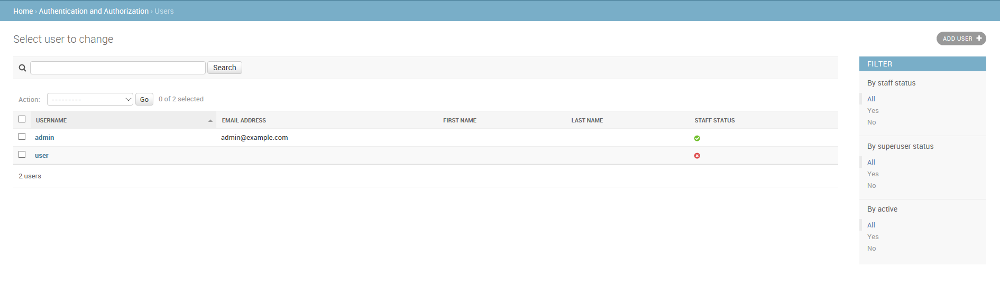 Home › Authentication and Authorization › Users
Select user to change
ADD USER +
Search
Action: --------- Go 0 of 2 selected
USERNAME EMAIL ADDRESS FIRST NAME LAST NAME STAFF STATUS
admin admin@example.com
user
2 users
FILTER
By staff status
All
Yes
No
By superuser status
All
Yes
No
By active
All
Yes
No